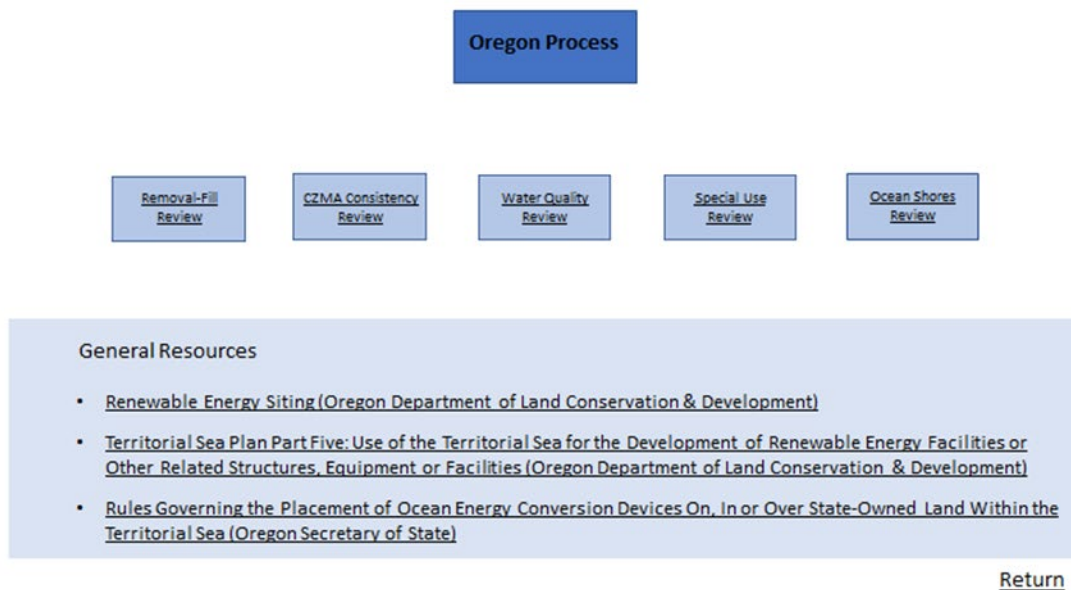 Oregon Process
Removal-Fill
Review
CZMA Consistency
Review
Water Quality
Review
Special Use
Review
Ocean Shores
Review
General Resources
• Renewable Energy Siting (Oregon Department of Land Conservation & Development)
• Territorial Sea Plan Part Five: Use of the Territorial Sea for the Development of Renewable Energy Facilities or
Other Related Structures, Equipment or Facilities (Oregon Department of Land Conservation & Development)
• Rules Governing the Placement of Ocean Energy Conversion Devices On, In or Over State-Owned Land Within the
Territorial Sea (Oregon Secretary of State)
Return